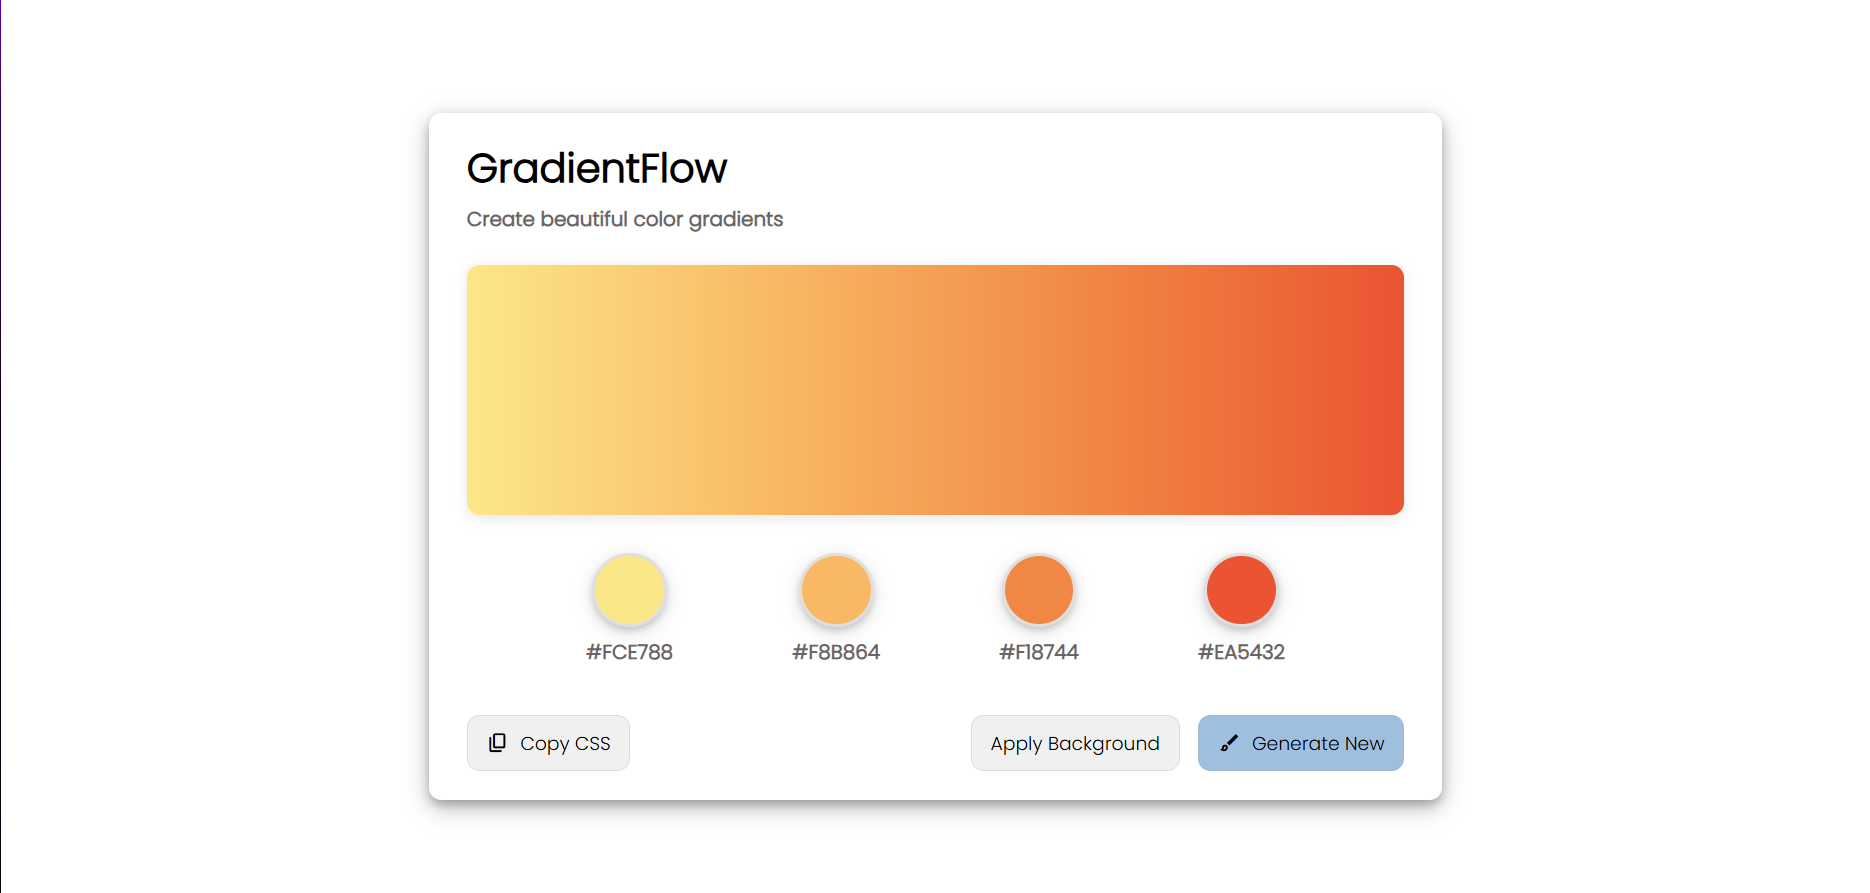 GradientFlow
Create beautiful color gradients
#FCE788 #F8B864 #F18744 #EA5432
Copy CSS Apply Background Generate New